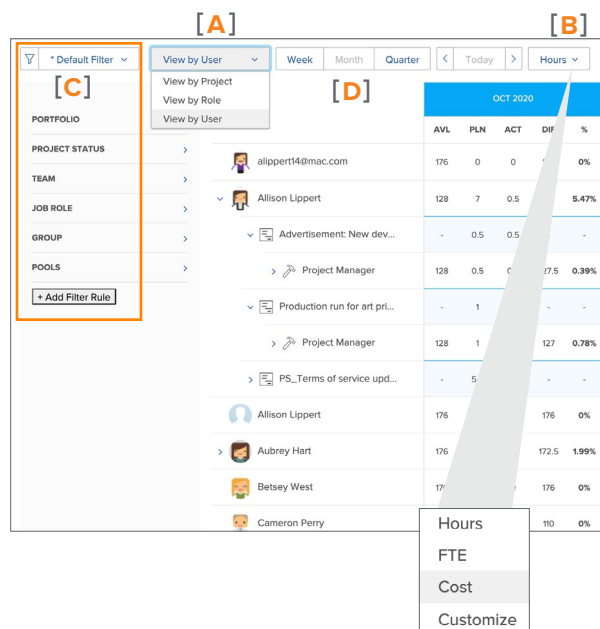 [A]
[B]
* Default Filter
View by User
Week Month Quarter
Today
Hours
[C]
View by Project
View by Role
View by User
[D]
OCT 2020
PORTFOLIO
AVL PLN ACT DIF %
PROJECT STATUS
TEAM
JOB ROLE
GROUP
POOLS
+ Add Filter Rule
alippert14@mac.com 176 0 0 0%
Allison Lippert 128 7 0.5 5.47%
Advertisement: New dev... - 0.5 0.5 -
Project Manager 128 0.5 0.39%
Production run for art pri... - 1 - -
Project Manager 128 1 127 0.78%
PS_Terms of service upd... - - -
Allison Lippert 176 176 0%
Aubrey Hart 176 172.5 1.99%
Betsey West 176 0%
Cameron Perry 110 0%
Hours
FTE
Cost
Customize